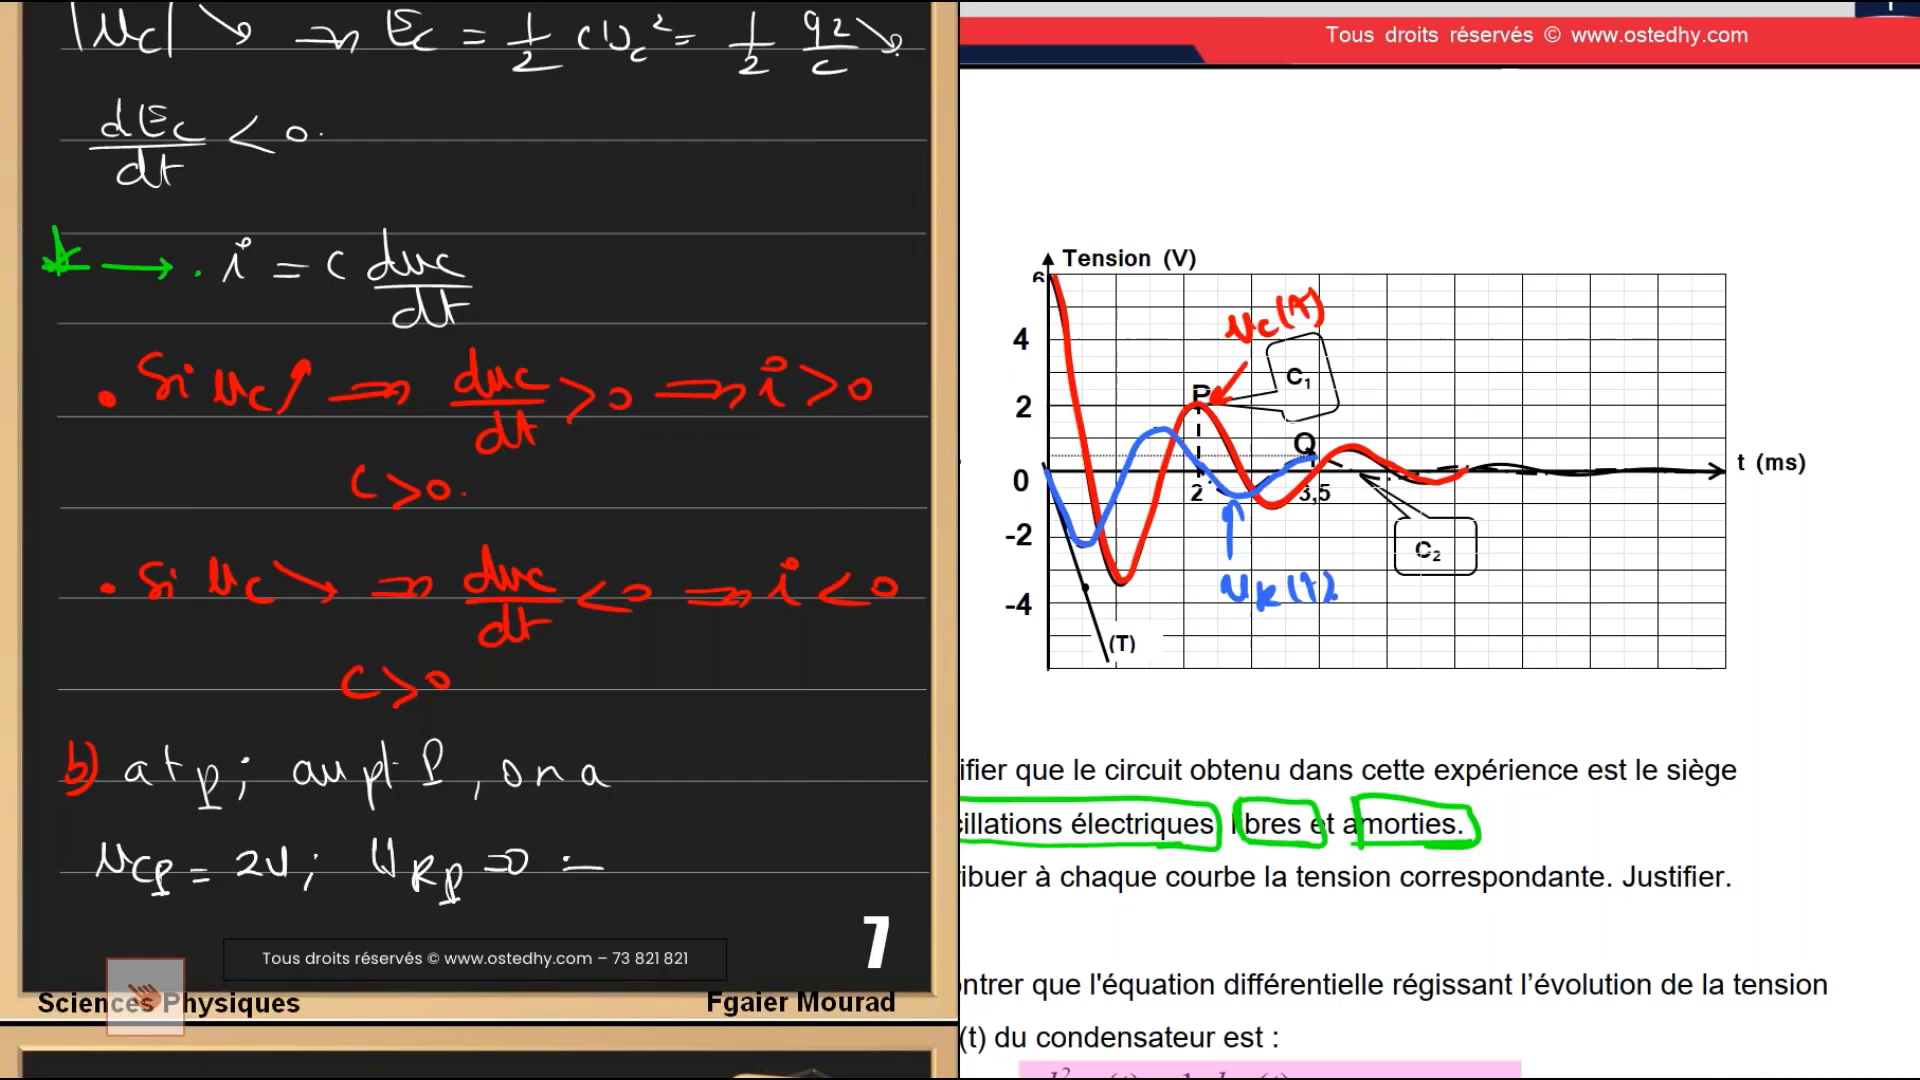 |uc| ↘ ⇒ Ec = 1/2 C Uc² = 1/2 q²/c ↘
dEc/dt < 0.
→ . i = C duc/dt
• Si uc ↗ ⇒ duc/dt > 0 ⇒ i > 0
C > 0.
• Si uc ↘ ⇒ duc/dt < 0 ⇒ i < 0
C > 0
b) à tp ; au pt P, on a
ucp = 2V ; URp = 0 =
7
Tous droits réservés © www.ostedhy.com – 73 821 821
Sciences Physiques
Fgaier Mourad
Tous droits réservés © www.ostedhy.com
Tension (V)
6
4
2
0
-2
-4
uc(t)
C₁
P
Q
2
3,5
t (ms)
C₂
uR(t)
(T)
ifier que le circuit obtenu dans cette expérience est le siège
cillations électriques, libres et amorties.
ribuer à chaque courbe la tension correspondante. Justifier.
ontrer que l'équation différentielle régissant l’évolution de la tension
(t) du condensateur est :